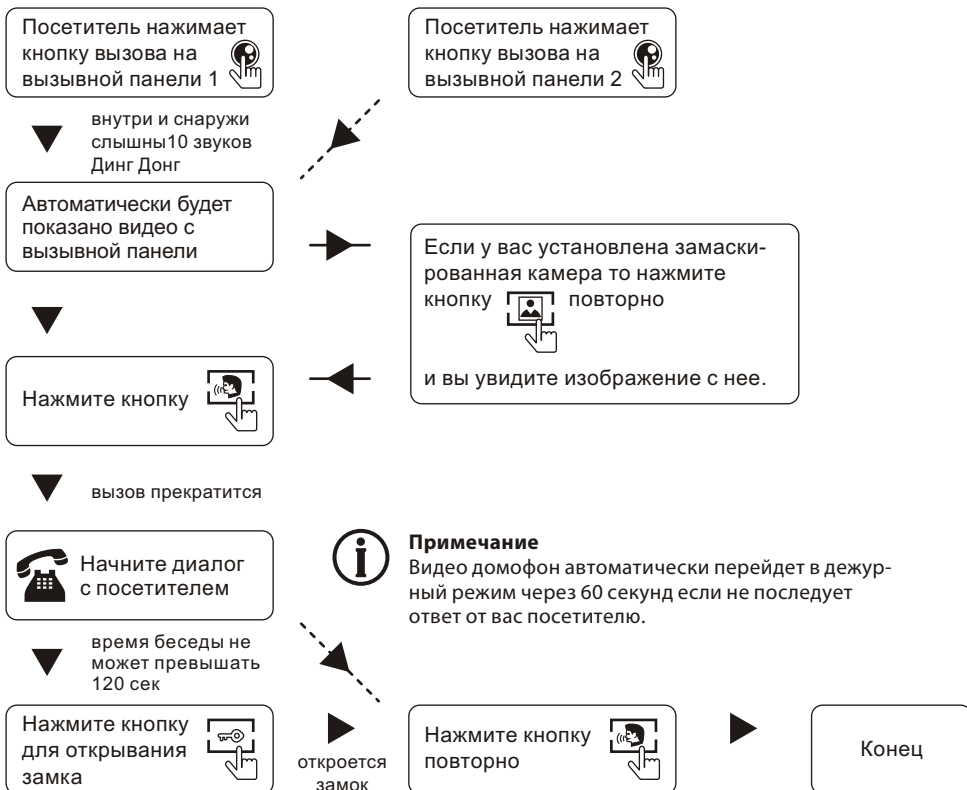 Посетитель нажимает
кнопку вызова на
вызывной панели 1
Посетитель нажимает
кнопку вызова на
вызывной панели 2
внутри и снаружи
слышны10 звуков
Динг Донг
Автоматически будет
показано видео с
вызывной панели
Если у вас установлена замаски-
рованная камера то нажмите
кнопку повторно
и вы увидите изображение с нее.
Нажмите кнопку
вызов прекратится
Начните диалог
с посетителем
Примечание
Видео домофон автоматически перейдет в дежур-
ный режим через 60 секунд если не последует
ответ от вас посетителю.
время беседы не
может превышать
120 сек
Нажмите кнопку
для открывания
замка
откроется
замок
Нажмите кнопку
повторно
Конец